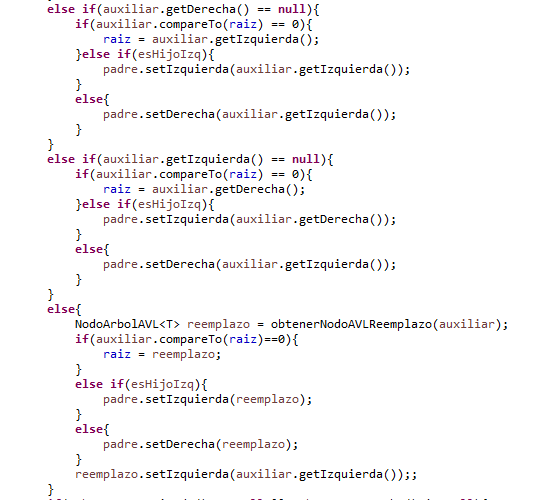 else if(auxiliar.getDerecha() == null){
if(auxiliar.compareTo(raiz) == 0){
raiz = auxiliar.getIzquierda();
}else if(esHijoIzq){
padre.setIzquierda(auxiliar.getIzquierda());
}
else{
padre.setDerecha(auxiliar.getIzquierda());
}
}
else if(auxiliar.getIzquierda() == null){
if(auxiliar.compareTo(raiz) == 0){
raiz = auxiliar.getDerecha();
}else if(esHijoIzq){
padre.setIzquierda(auxiliar.getDerecha());
}
else{
padre.setDerecha(auxiliar.getIzquierda());
}
}
else{
NodoArbolAVL<T> reemplazo = obtenerNodoAVLReemplazo(auxiliar);
if(auxiliar.compareTo(raiz)==0){
raiz = reemplazo;
}
else if(esHijoIzq){
padre.setIzquierda(reemplazo);
}
else{
padre.setDerecha(reemplazo);
}
reemplazo.setIzquierda(auxiliar.getIzquierda());;
}